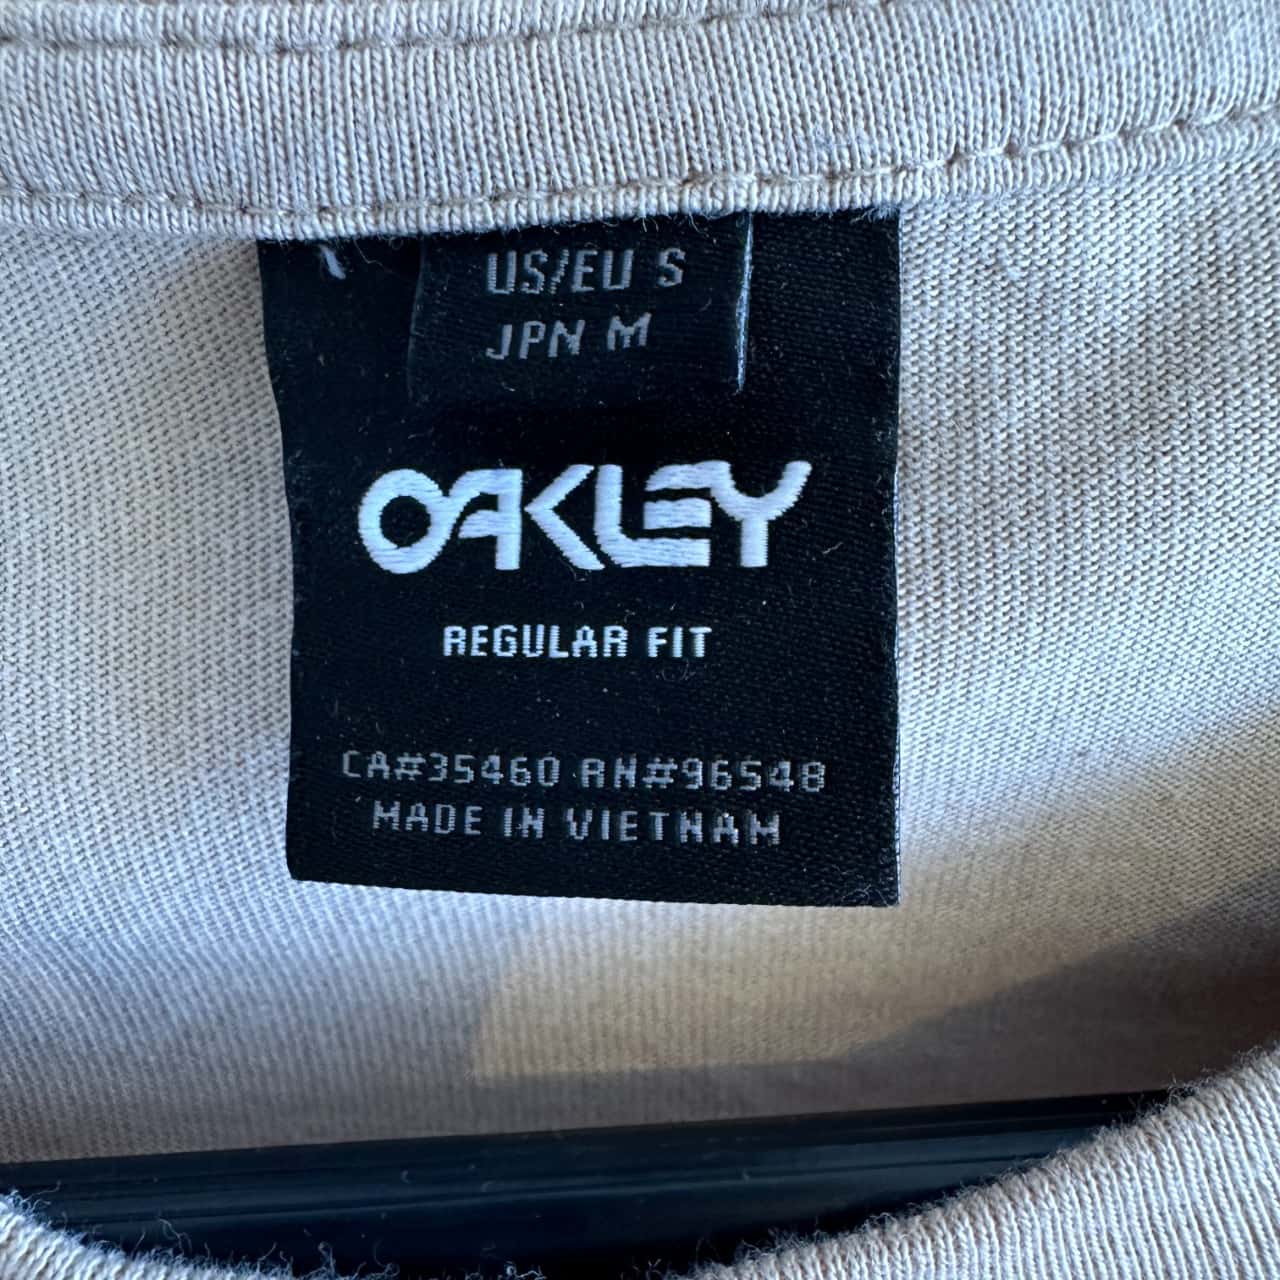 US/EU S
JPN M
OAKLEY
REGULAR FIT
CA#35460 RN#96548
MADE IN VIETNAM